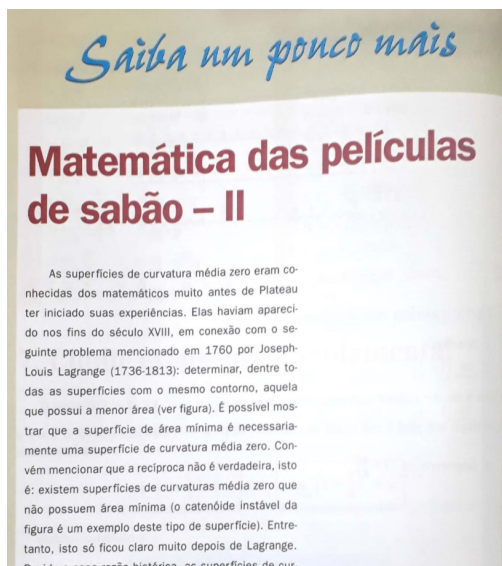 Saiba um pouco mais
Matemática das películas
de sabão – II
As superfícies de curvatura média zero eram co-
nhecidas dos matemáticos muito antes de Plateau
ter iniciado suas experiências. Elas haviam apareci-
do nos fins do século XVIII, em conexão com o se-
guinte problema mencionado em 1760 por Joseph-
Louis Lagrange (1736-1813): determinar, dentre to-
das as superfícies com o mesmo contorno, aquela
que possui a menor área (ver figura). É possível mos-
trar que a superfície de área mínima é necessaria-
mente uma superfície de curvatura média zero. Con-
vém mencionar que a recíproca não é verdadeira, isto
é: existem superfícies de curvaturas média zero que
não possuem área mínima (o catenóide instável da
figura é um exemplo deste tipo de superfície). Entre-
tanto, isto só ficou claro muito depois de Lagrange.